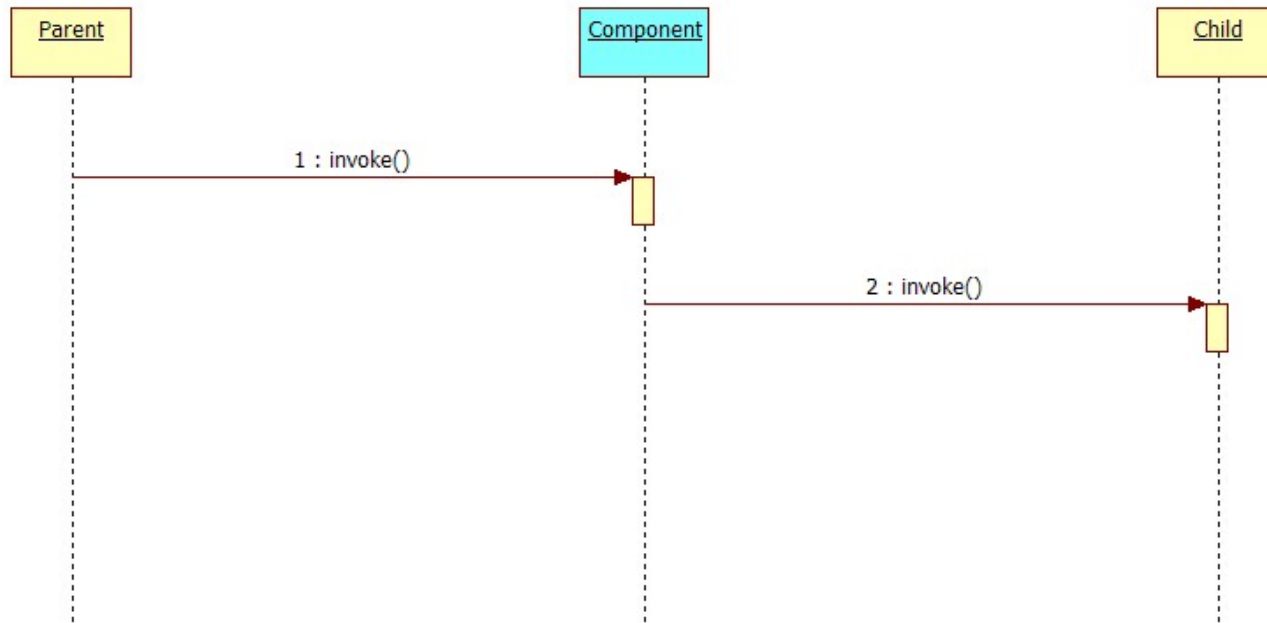 Parent
Component
Child
1 : invoke()
2 : invoke()